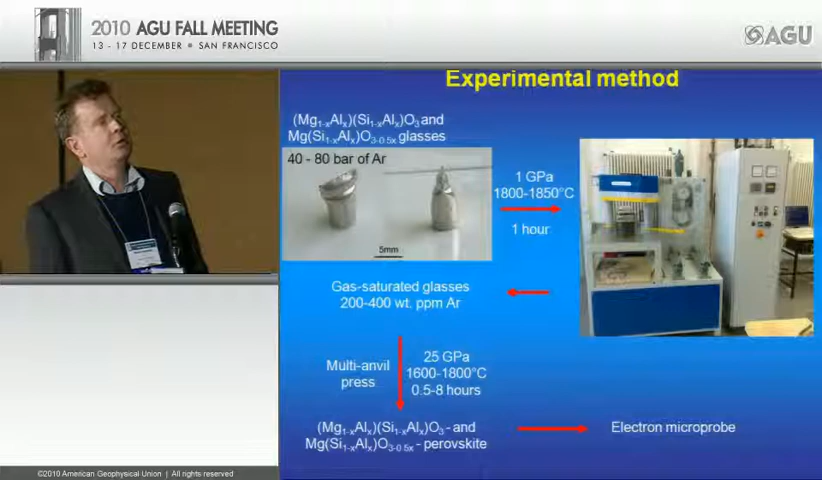 2010 AGU FALL MEETING
13 - 17 DECEMBER ■ SAN FRANCISCO
AGU
Experimental method
(Mg1-xAlx)(Si1-xAlx)O3and
Mg(Si1-xAlx)O3-0.5x glasses
40 - 80 bar of Ar
5mm
1 GPa
1800-1850°C
1 hour
Gas-saturated glasses
200-400 wt. ppm Ar
Multi-anvil
press
25 GPa
1600-1800°C
0.5-8 hours
(Mg1-xAlx)(Si1-xAlx)O3 - and
Mg(Si1-xAlx)O3-0.5x - perovskite
Electron microprobe
©2010 American Geophysical Union | All rights reserved